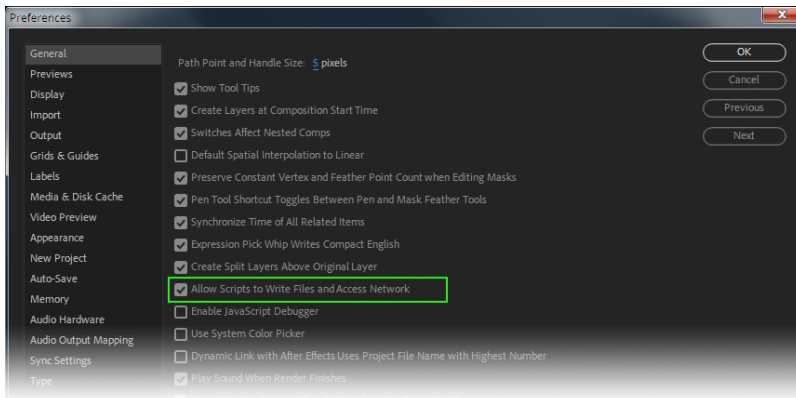 Preferences
General
Previews
Display
Import
Output
Grids & Guides
Labels
Media & Disk Cache
Video Preview
Appearance
New Project
Auto-Save
Memory
Audio Hardware
Audio Output Mapping
Sync Settings
Type
Path Point and Handle Size: 5 pixels
Show Tool Tips
Create Layers at Composition Start Time
Switches Affect Nested Comps
Default Spatial Interpolation to Linear
Preserve Constant Vertex and Feather Point Count when Editing Masks
Pen Tool Shortcut Toggles Between Pen and Mask Feather Tools
Synchronize Time of All Related Items
Expression Pick Whip Writes Compact English
Create Split Layers Above Original Layer
Allow Scripts to Write Files and Access Network
Enable JavaScript Debugger
Use System Color Picker
Dynamic Link with After Effects Uses Project File Name with Highest Number
Play Sound When Render Finishes
OK
Cancel
Previous
Next